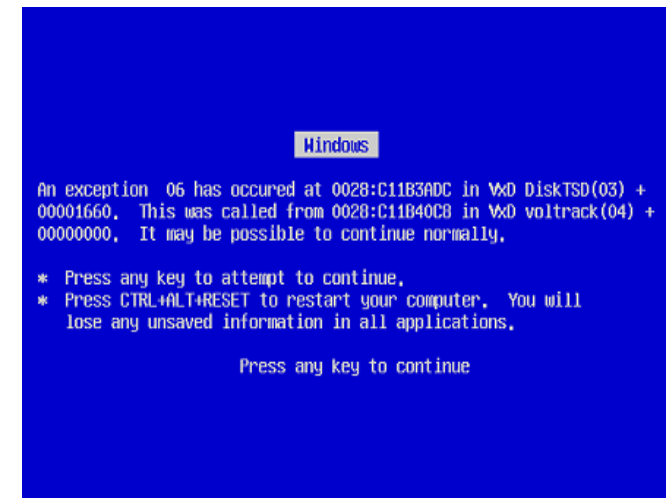 Windows
An exception 06 has occured at 0028:C11B3ADC in VxD DiskTSD(03) +
00001660. This was called from 0028:C11B40C8 in VxD voltrack(04) +
00000000. It may be possible to continue normally.
* Press any key to attempt to continue.
* Press CTRL+ALT+RESET to restart your computer. You will
lose any unsaved information in all applications.
Press any key to continue